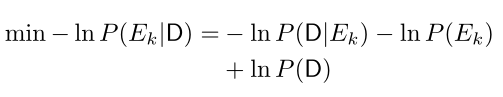 min − ln P(E_k|D) = − ln P(D|E_k) − ln P(E_k)
+ ln P(D)